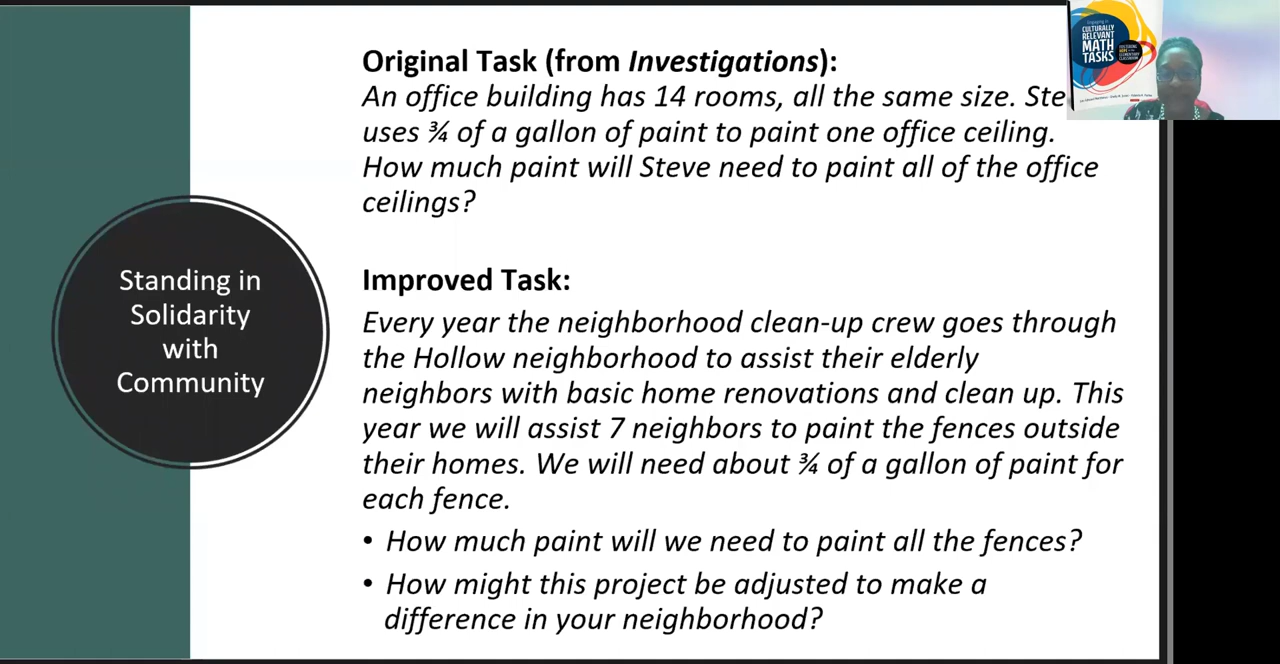 Original Task (from Investigations):
An office building has 14 rooms, all the same size. Ste
uses ¾ of a gallon of paint to paint one office ceiling.
How much paint will Steve need to paint all of the office
ceilings?
Standing in
Solidarity
with
Community
Improved Task:
Every year the neighborhood clean-up crew goes through
the Hollow neighborhood to assist their elderly
neighbors with basic home renovations and clean up. This
year we will assist 7 neighbors to paint the fences outside
their homes. We will need about ¾ of a gallon of paint for
each fence.
• How much paint will we need to paint all the fences?
• How might this project be adjusted to make a
difference in your neighborhood?
Engaging in
CULTURALLY
RELEVANT
MATH
TASKS